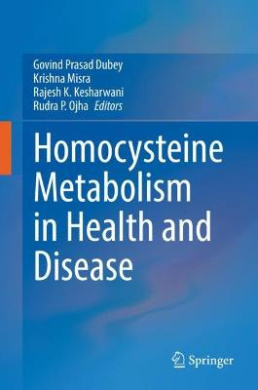 Govind Prasad Dubey
Krishna Misra
Rajesh K. Kesharwani
Rudra P. Ojha Editors
Homocysteine
Metabolism
in Health and
Disease
Springer